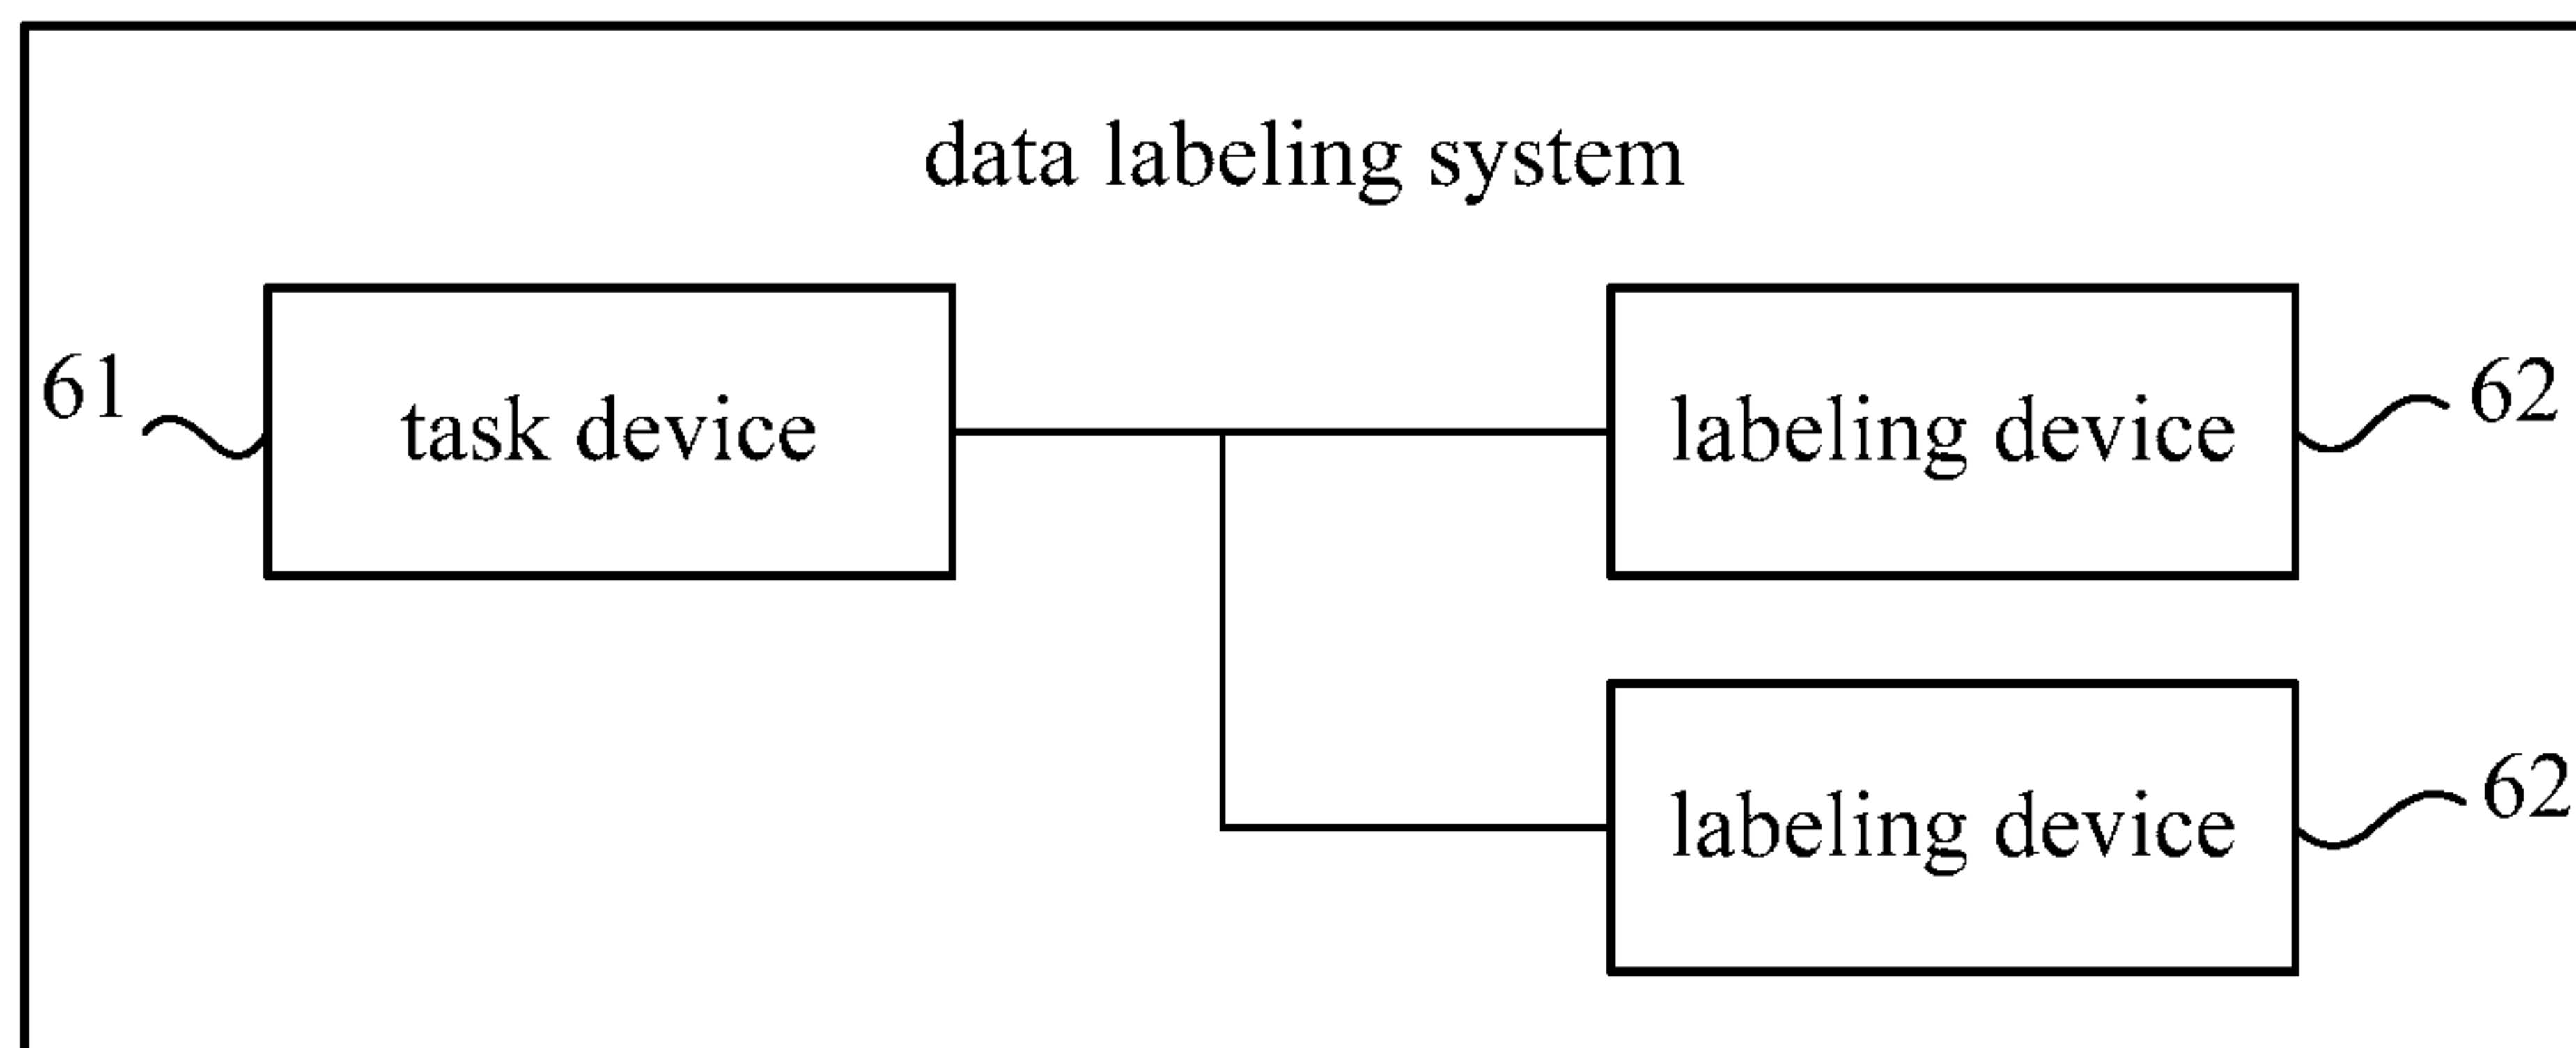 data labeling system
61
task device
labeling device
62
labeling device
62